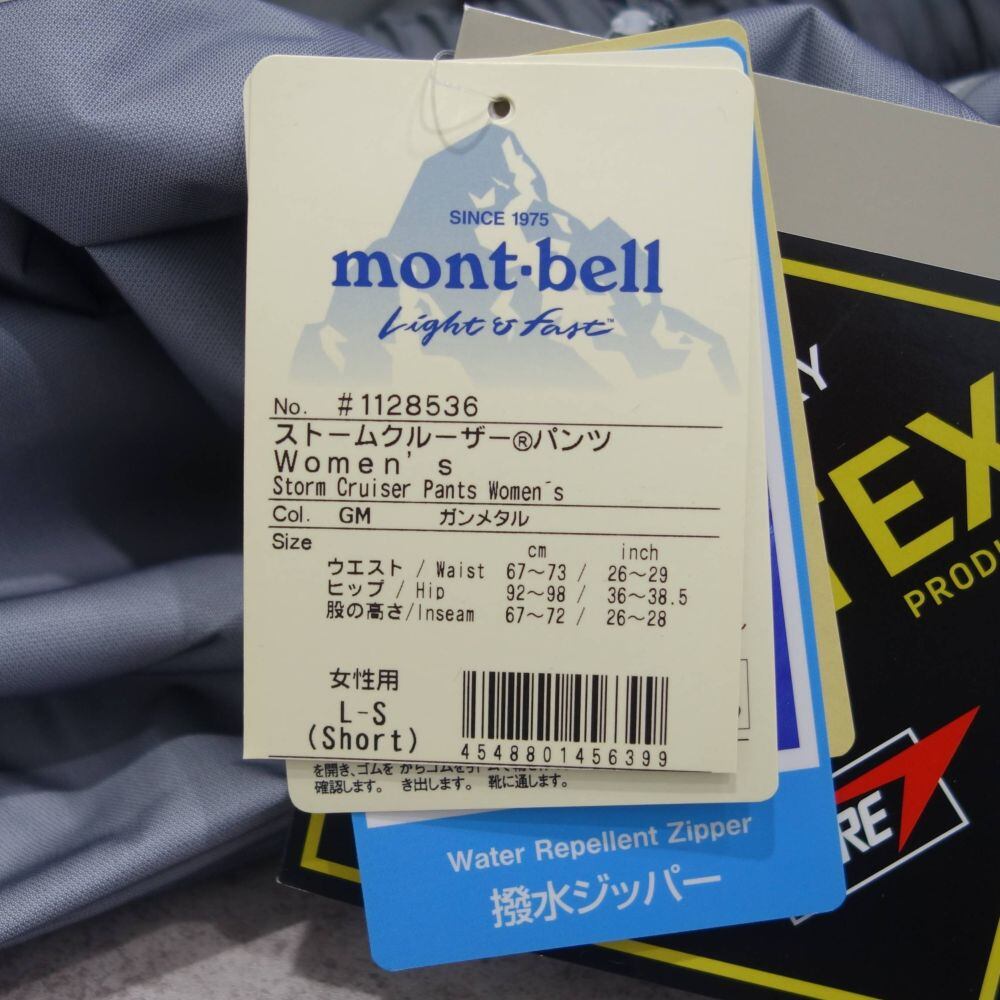 SINCE 1975
mont·bell
Light & Fast™
No. #1128536
ストームクルーザー®パンツ
Women's
Storm Cruiser Pants Women´s
Col. GM ガンメタル
Size
cm inch
ウエスト / Waist 67～73 / 26～29
ヒップ / Hip 92～98 / 36～38.5
股の高さ/Inseam 67～72 / 26～28
女性用
L-S
(Short)
4548801456399
確認します。 き出します。 靴に通します。
Water Repellent Zipper
撥水ジッパー
Y
TEX
PRODU
RE